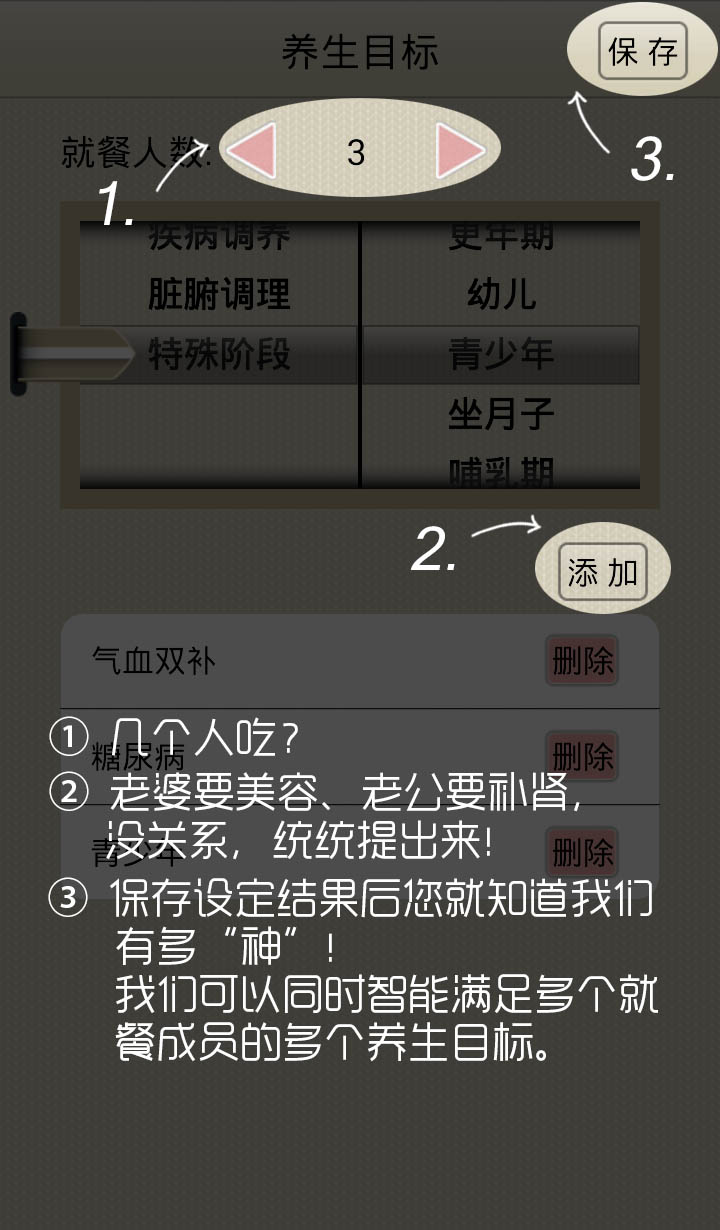 养生目标
保存
就餐人数:
3
1.
3.
疾病调养
更年期
脏腑调理
幼儿
特殊阶段
青少年
坐月子
哺乳期
2.
添加
气血双补
删除
① 几个人吃?
糖尿病
删除
② 老婆要美容、老公要补肾,
没关系, 统统提出来!
青少年
删除
③ 保存设定结果后您就知道我们
有多“神”!
我们可以同时智能满足多个就
餐成员的多个养生目标。